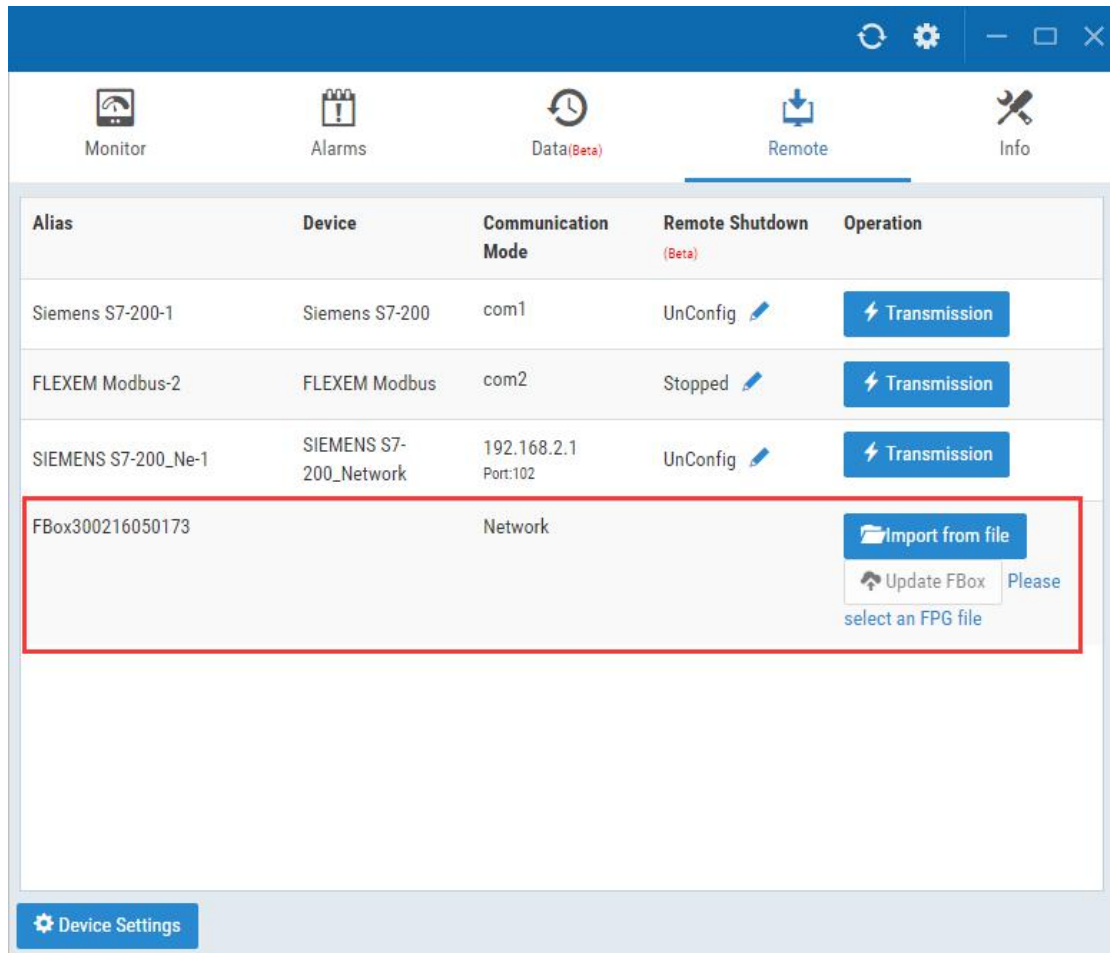 Monitor
Alarms
Data(Beta)
Remote
Info
Alias
Device
Communication Mode
Remote Shutdown (Beta)
Operation
Siemens S7-200-1
Siemens S7-200
com1
UnConfig
Transmission
FLEXEM Modbus-2
FLEXEM Modbus
com2
Stopped
Transmission
SIEMENS S7-200_Ne-1
SIEMENS S7-
200_Network
192.168.2.1
Port:102
UnConfig
Transmission
FBox300216050173
Network
Import from file
Update FBox Please
select an FPG file
Device Settings